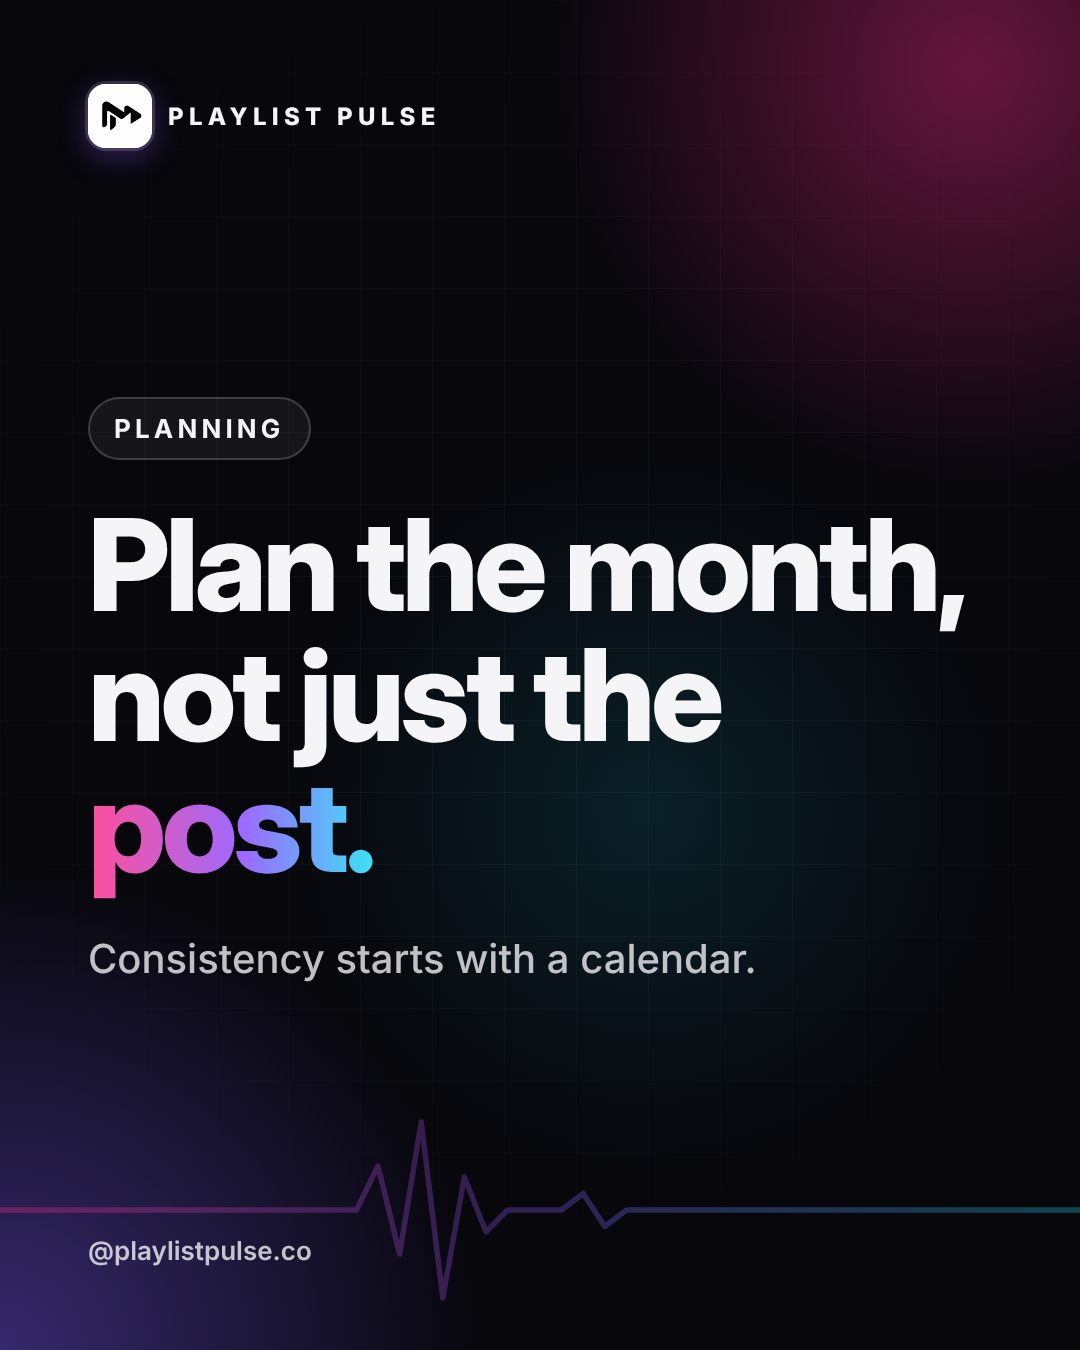 PLAYLIST PULSE
PLANNING
Plan the month,
not just the
post.
Consistency starts with a calendar.
@playlistpulse.co